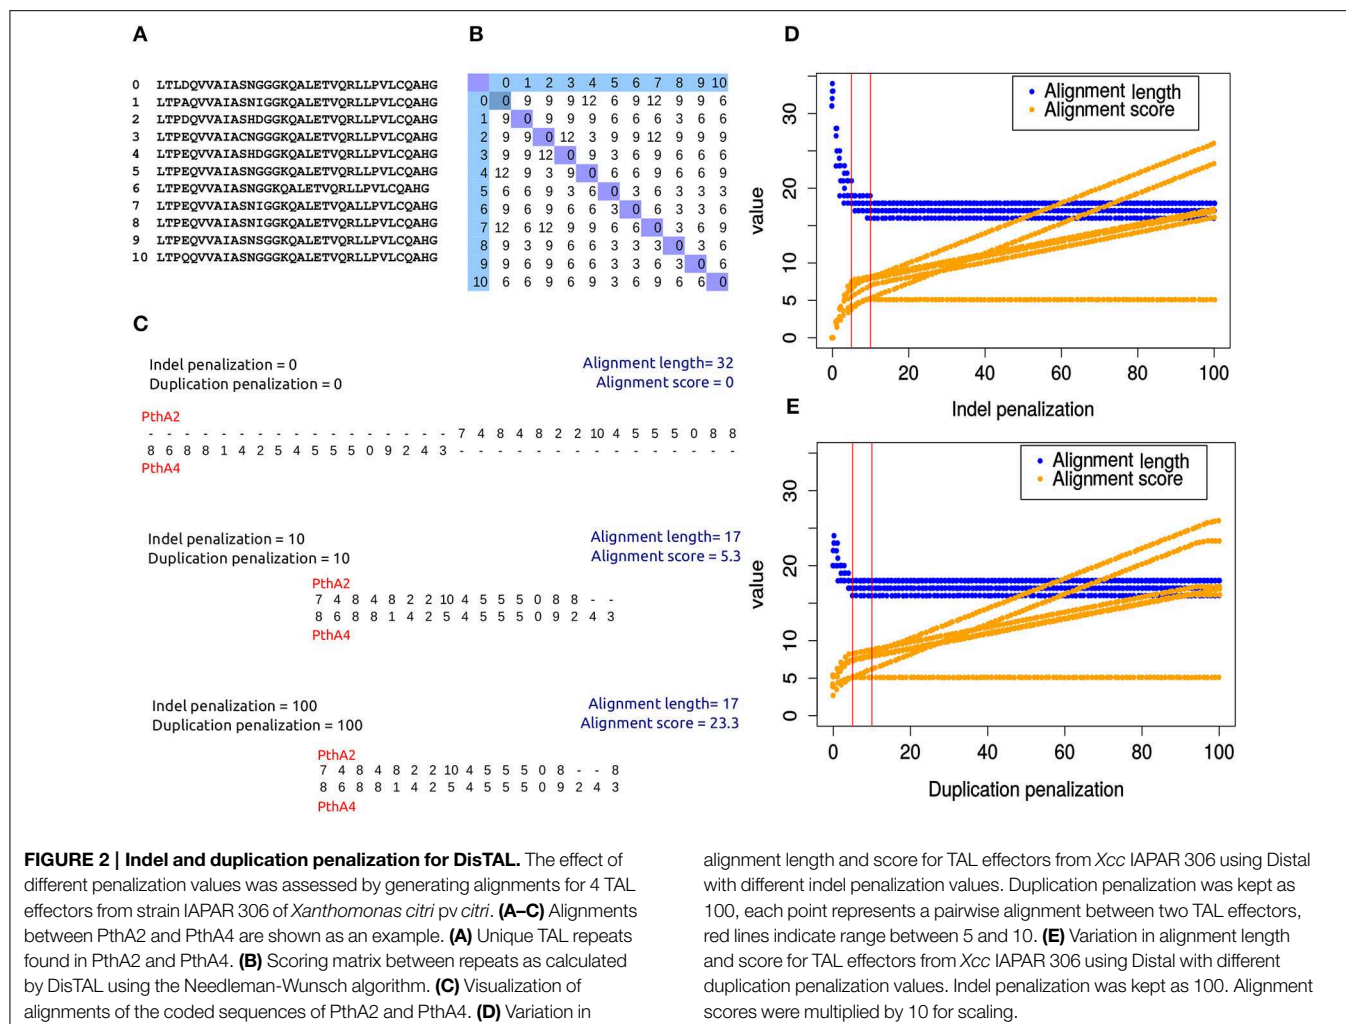 A
0 LTLDQVVAIASNGGGKQALETVQRLLPVLCQAHG
1 LTPAQVVAIASNIGGKQALETVQRLLPVLCQAHG
2 LTPDQVVAIASHDGGKQALETVQRLLPVLCQAHG
3 LTPEQVVAIACNGGGKQALETVQRLLPVLCQAHG
4 LTPEQVVAIASHDGGKQALETVQRLLPVLCQAHG
5 LTPEQVVAIASNGGGKQALETVQRLLPVLCQAHG
6 LTPEQVVAIASNGGKQALETVQRLLPVLCQAHG
7 LTPEQVVAIASNIGGKQALETVQRLLPVLCQAHG
8 LTPEQVVAIASNGGGKQALETVQRLLPVLCQAHG
9 LTPEQVVAIASNSGGKQALETVQRLLPVLCQAHG
10 LTPQQVVAIASNGGGKQALETVQRLLPVLCQAHG
B
0 1 2 3 4 5 6 7 8 9 10
0 0 9 9 9 12 6 9 12 9 9 6
1 9 0 9 9 9 6 6 6 3 6 6
2 9 9 0 12 3 9 9 12 9 9 9
3 9 9 12 0 9 3 6 9 6 6 6
4 12 9 3 9 0 6 6 9 6 6 9
5 6 6 9 3 6 0 3 6 3 3 3
6 9 6 9 6 6 3 0 6 3 3 6
7 12 6 12 9 9 6 6 0 3 6 9
8 9 3 9 6 6 3 3 3 0 3 6
9 9 6 9 6 6 3 3 6 3 0 6
10 6 6 9 6 9 3 6 9 6 6 0
C
Indel penalization = 0
Duplication penalization = 0
Alignment length= 32
Alignment score = 0
PthA2
- - - - - - - - - - - - - - - - - 7 4 8 4 8 2 2 10 4 5 5 5 0 8 8
8 6 8 8 1 4 2 5 4 5 5 5 0 9 2 4 3 - - - - - - - - - - - - - - -
PthA4
Indel penalization = 10
Duplication penalization = 10
Alignment length= 17
Alignment score = 5.3
PthA2
7 4 8 4 8 2 2 10 4 5 5 5 0 8 8 - -
8 6 8 8 1 4 2 5 4 5 5 5 0 9 2 4 3
PthA4
Indel penalization = 100
Duplication penalization = 100
Alignment length= 17
Alignment score = 23.3
PthA2
7 4 8 4 8 2 2 10 4 5 5 5 0 8 - - 8
8 6 8 8 1 4 2 5 4 5 5 5 0 9 2 4 3
PthA4
D
Alignment length
Alignment score
value
30
20
10
5
0
0 20 40 60 80 100
Indel penalization
E
Alignment length
Alignment score
value
30
20
10
5
0
0 20 40 60 80 100
Duplication penalization
FIGURE 2 | Indel and duplication penalization for DisTAL. The effect of
different penalization values was assessed by generating alignments for 4 TAL
effectors from strain IAPAR 306 of Xanthomonas citri pv citri. (A–C) Alignments
between PthA2 and PthA4 are shown as an example. (A) Unique TAL repeats
found in PthA2 and PthA4. (B) Scoring matrix between repeats as calculated
by DisTAL using the Needleman-Wunsch algorithm. (C) Visualization of
alignments of the coded sequences of PthA2 and PthA4. (D) Variation in
alignment length and score for TAL effectors from Xcc IAPAR 306 using Distal
with different indel penalization values. Duplication penalization was kept as
100, each point represents a pairwise alignment between two TAL effectors,
red lines indicate range between 5 and 10. (E) Variation in alignment length
and score for TAL effectors from Xcc IAPAR 306 using Distal with different
duplication penalization values. Indel penalization was kept as 100. Alignment
scores were multiplied by 10 for scaling.